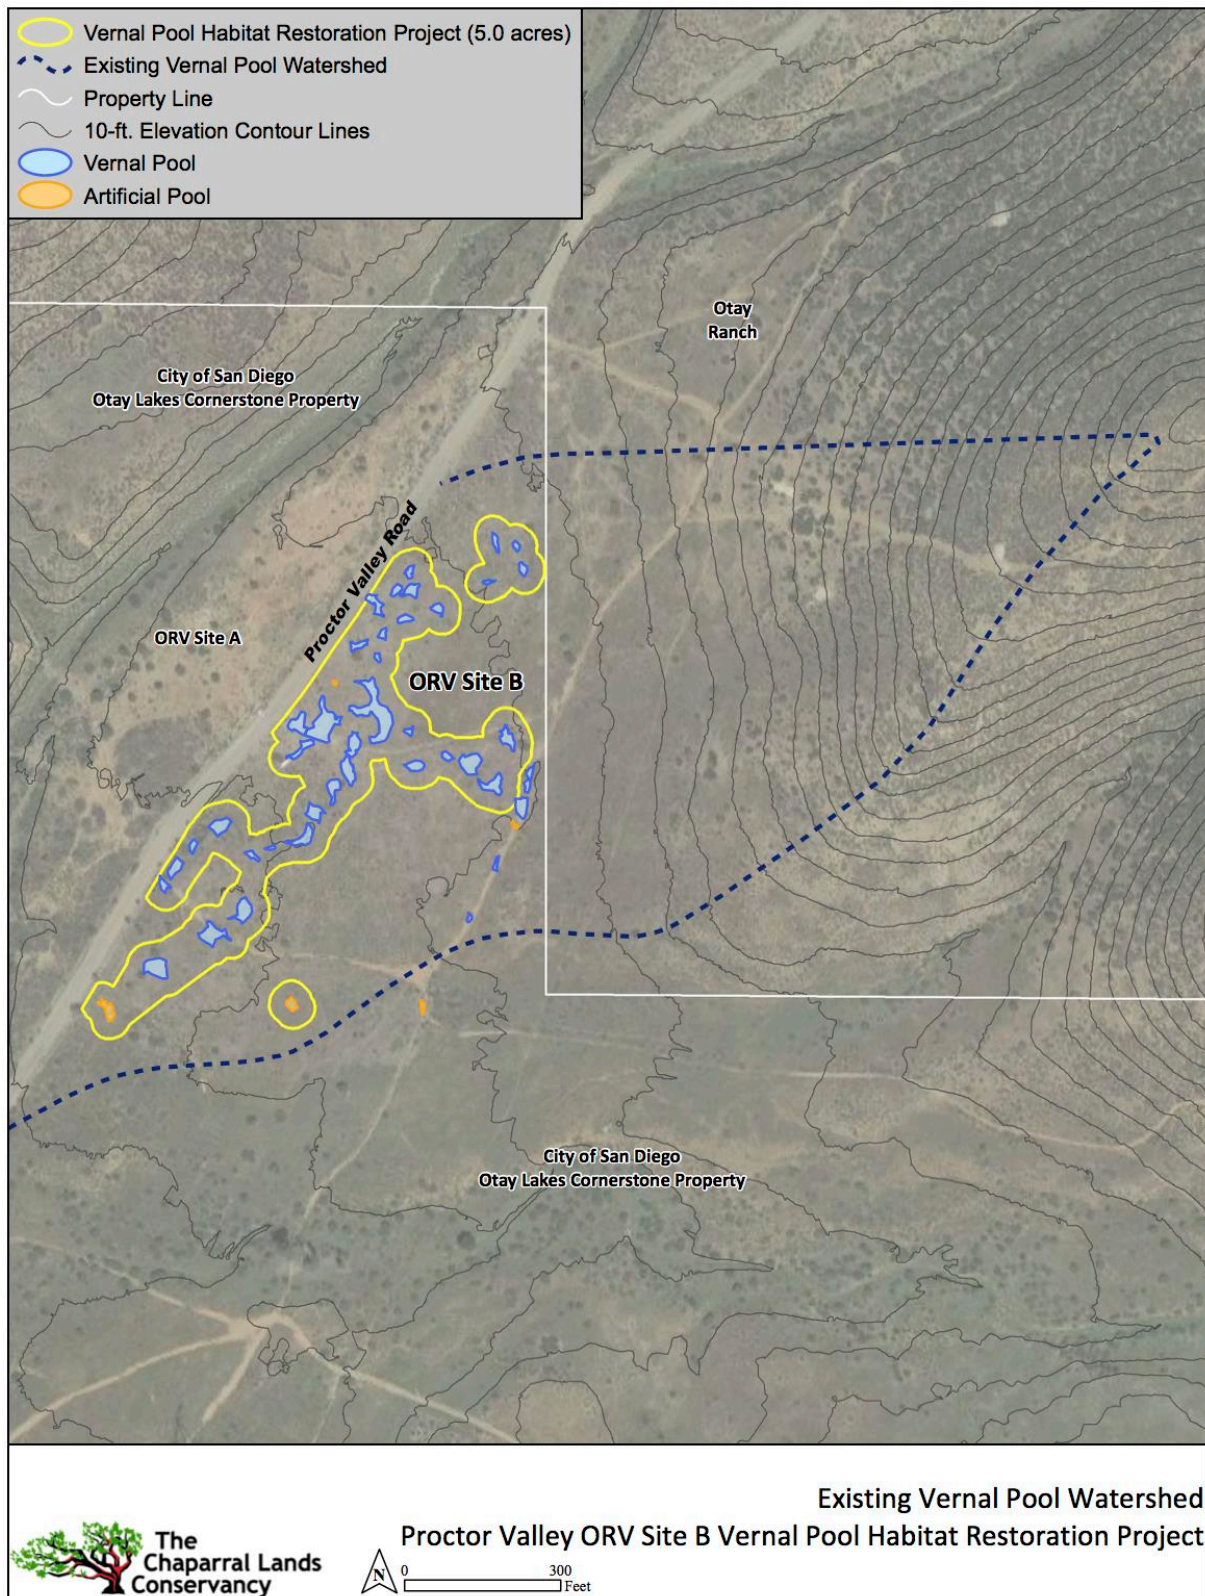 Vernal Pool Habitat Restoration Project (5.0 acres)
Existing Vernal Pool Watershed
Property Line
10-ft. Elevation Contour Lines
Vernal Pool
Artificial Pool
Otay
Ranch
City of San Diego
Otay Lakes Cornerstone Property
Proctor Valley Road
ORV Site A
ORV Site B
City of San Diego
Otay Lakes Cornerstone Property
Existing Vernal Pool Watershed
Proctor Valley ORV Site B Vernal Pool Habitat Restoration Project
The
Chaparral Lands
Conservancy
N
0 300
Feet